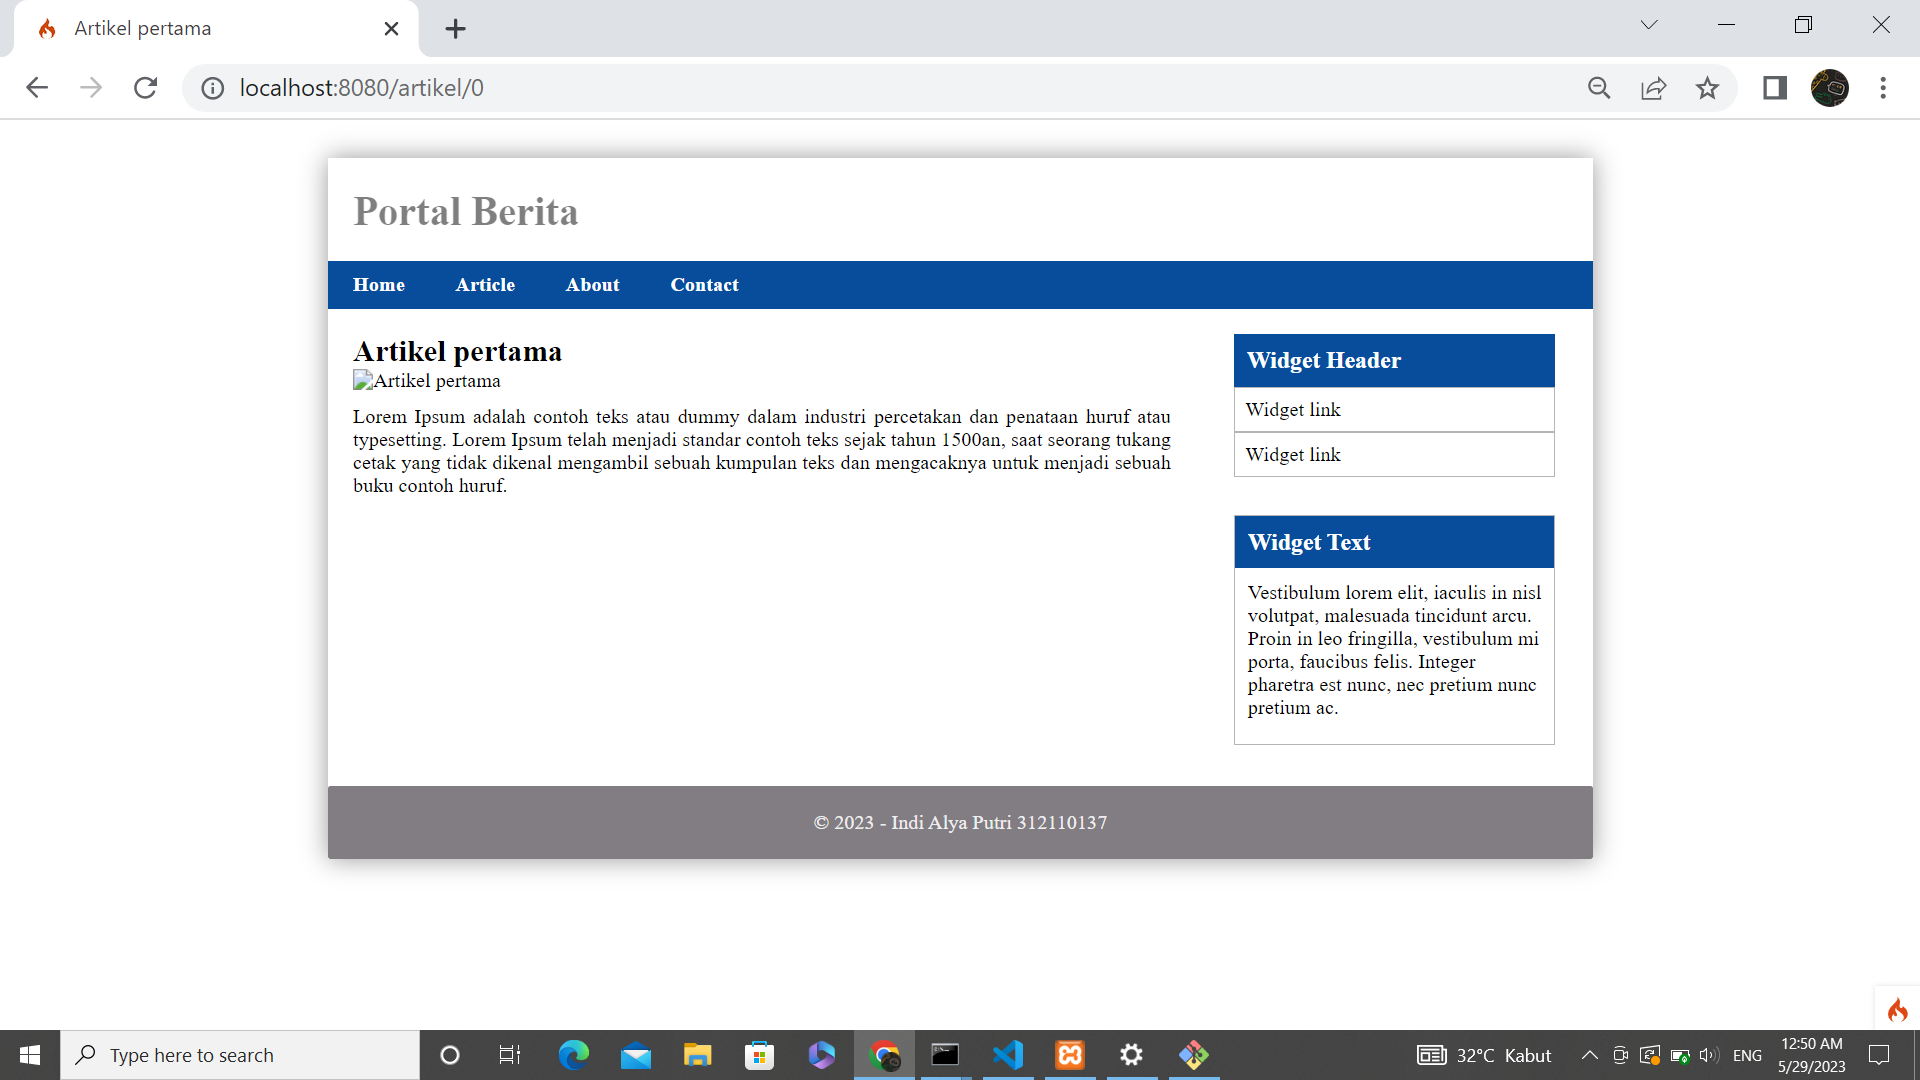 Artikel pertama
localhost:8080/artikel/0
Portal Berita
Home Article About Contact
Artikel pertama
Artikel pertama
Lorem Ipsum adalah contoh teks atau dummy dalam industri percetakan dan penataan huruf atau
typesetting. Lorem Ipsum telah menjadi standar contoh teks sejak tahun 1500an, saat seorang tukang
cetak yang tidak dikenal mengambil sebuah kumpulan teks dan mengacaknya untuk menjadi sebuah
buku contoh huruf.
Widget Header
Widget link
Widget link
Widget Text
Vestibulum lorem elit, iaculis in nisl
volutpat, malesuada tincidunt arcu.
Proin in leo fringilla, vestibulum mi
porta, faucibus felis. Integer
pharetra est nunc, nec pretium nunc
pretium ac.
© 2023 - Indi Alya Putri 312110137
Type here to search
32°C Kabut
ENG
12:50 AM
5/29/2023